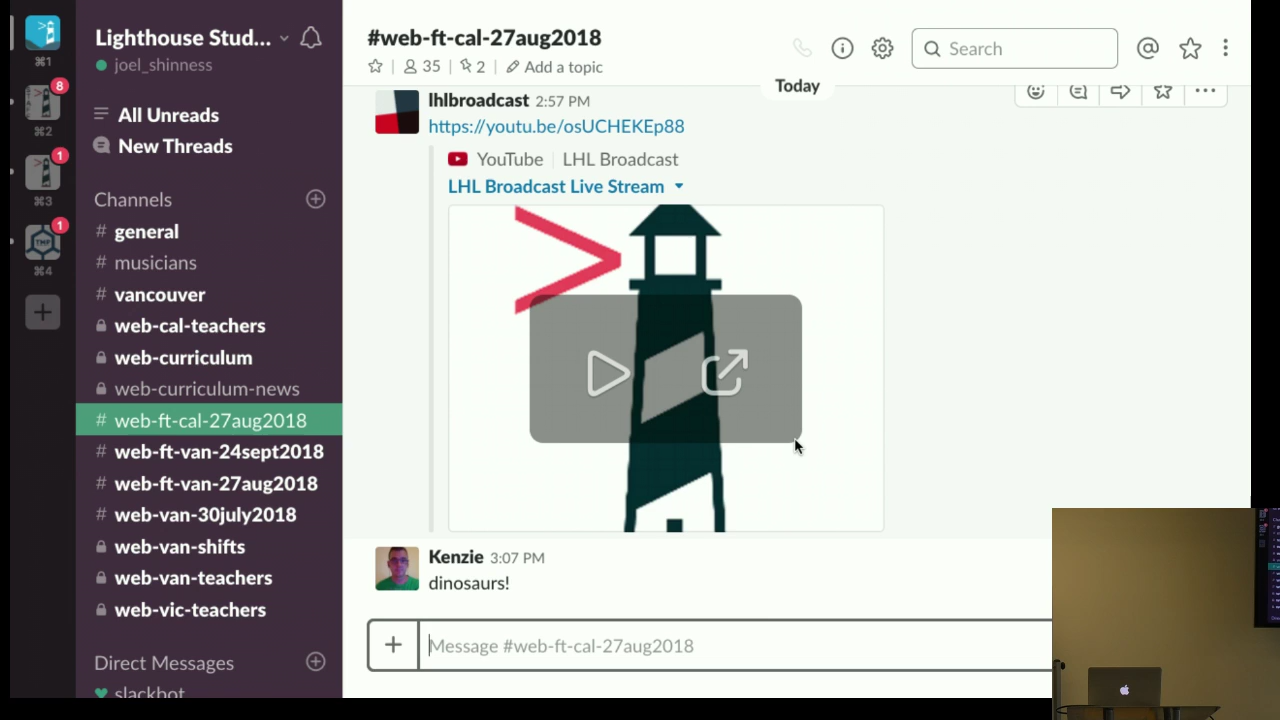 ⌘1
8
⌘2
1
⌘3
1
TMP
⌘4
Lighthouse Stud...
joel_shinness
All Unreads
New Threads
Channels
# general
# musicians
# vancouver
web-cal-teachers
web-curriculum
web-curriculum-news
# web-ft-cal-27aug2018
# web-ft-van-24sept2018
# web-ft-van-27aug2018
# web-van-30july2018
web-van-shifts
web-van-teachers
web-vic-teachers
Direct Messages
slackbot
#web-ft-cal-27aug2018
35
2
Add a topic
Search
Today
lhlbroadcast 2:57 PM
https://youtu.be/osUCHEKEp88
YouTube LHL Broadcast
LHL Broadcast Live Stream
Kenzie 3:07 PM
dinosaurs!
Message #web-ft-cal-27aug2018